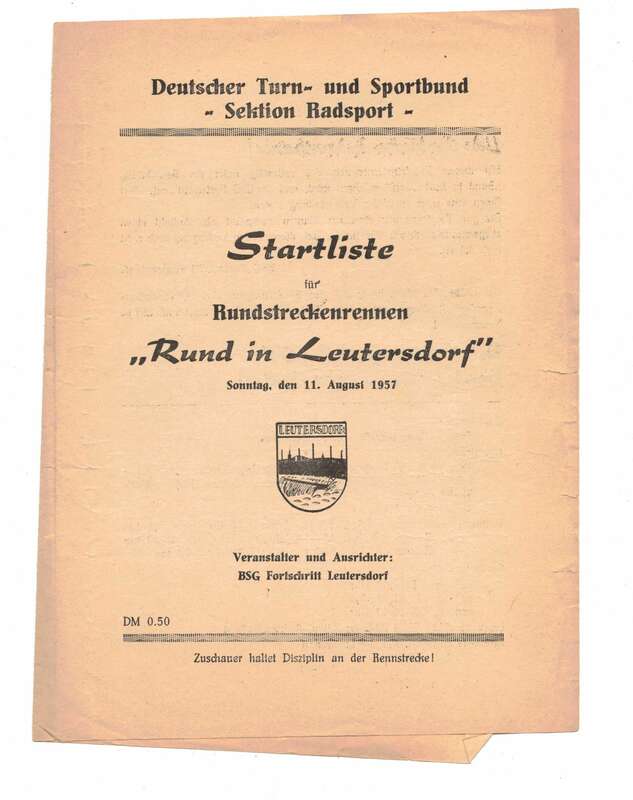 Deutscher Turn- und Sportbund
- Sektion Radsport -
Startliste
für
Rundstreckenrennen
„Rund in Leutersdorf"
Sonntag, den 11. August 1957
LEUTERSDORF
Veranstalter und Ausrichter:
BSG Fortschritt Leutersdorf
DM 0.50
Zuschauer haltet Disziplin an der Rennstrecke!